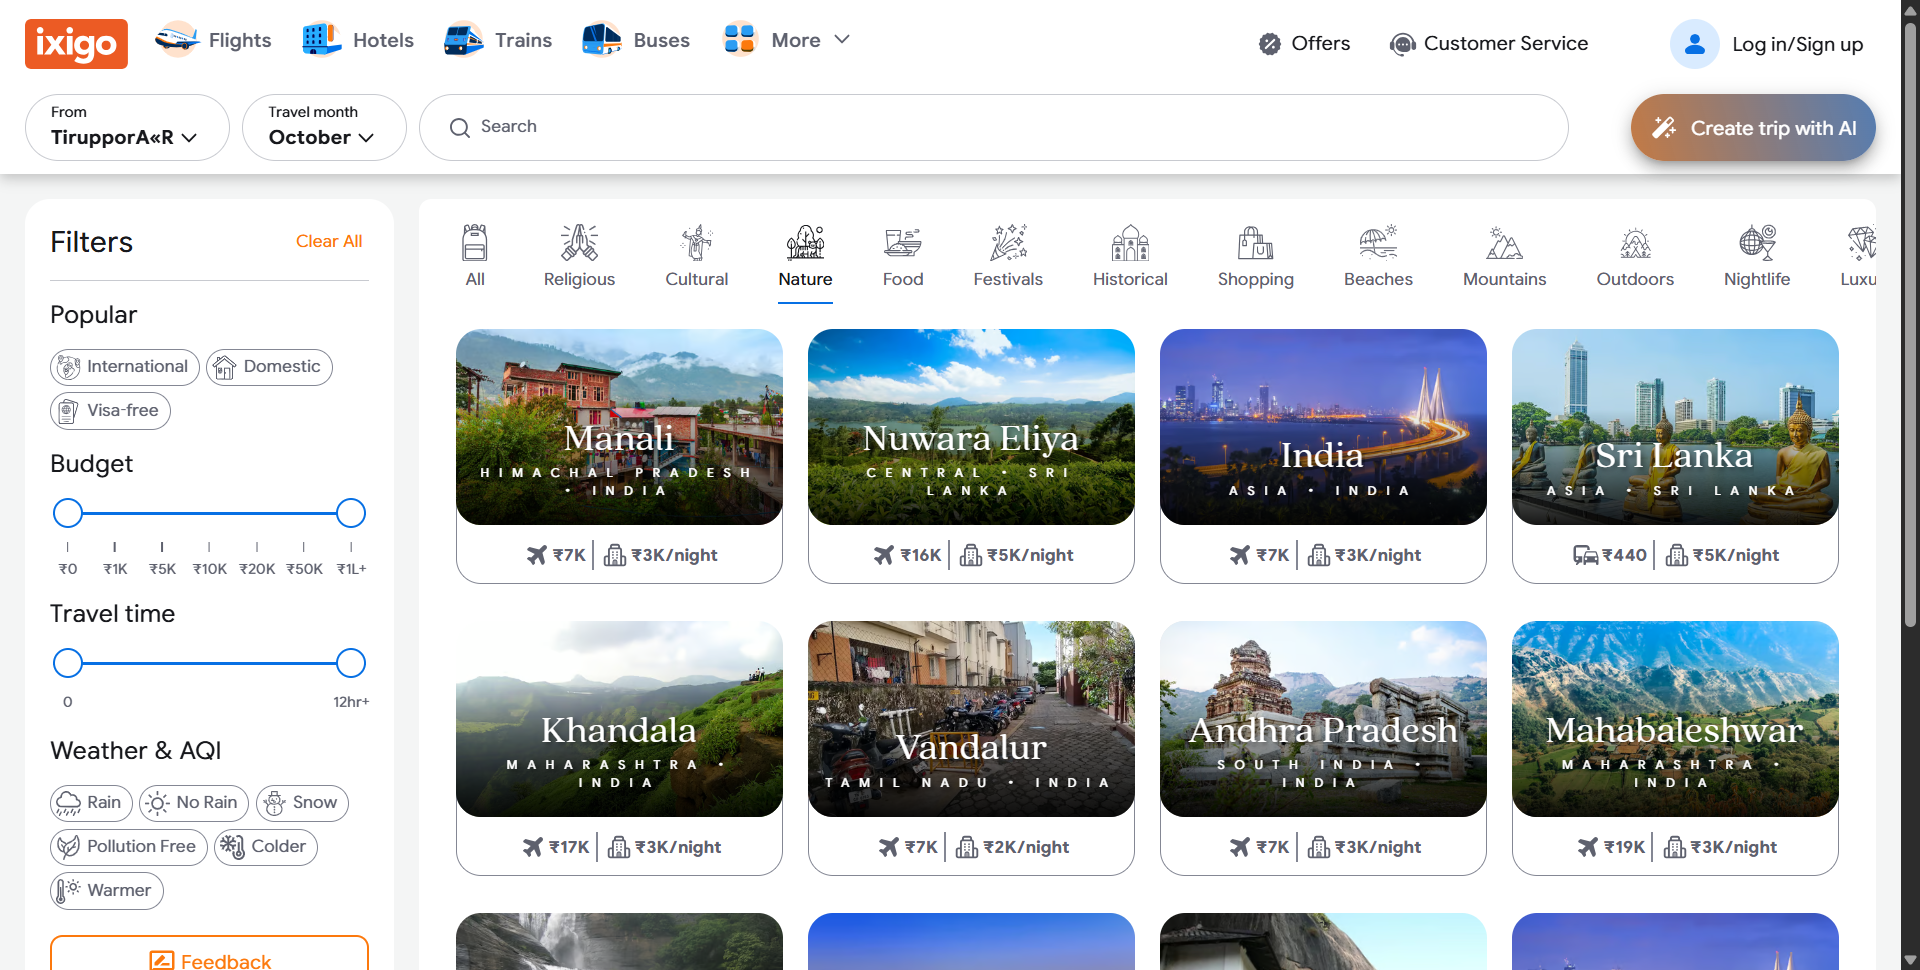 ixigo
Flights
Hotels
Trains
Buses
More
Offers
Customer Service
Log in/Sign up
From
TirupporA«R
Travel month
October
Search
Create trip with AI
Filters
Clear All
Popular
International
Domestic
Visa-free
Budget
₹0
₹1K
₹5K
₹10K
₹20K
₹50K
₹1L+
Travel time
0
12hr+
Weather & AQI
Rain
No Rain
Snow
Pollution Free
Colder
Warmer
Feedback
All
Religious
Cultural
Nature
Food
Festivals
Historical
Shopping
Beaches
Mountains
Outdoors
Nightlife
Luxu
Manali
HIMACHAL PRADESH
• INDIA
₹7K
₹3K/night
Nuwara Eliya
CENTRAL • SRI
LANKA
₹16K
₹5K/night
India
ASIA • INDIA
₹7K
₹3K/night
Sri Lanka
ASIA • SRI LANKA
₹440
₹5K/night
Khandala
MAHARASHTRA •
INDIA
₹17K
₹3K/night
Vandalur
TAMIL NADU • INDIA
₹7K
₹2K/night
Andhra Pradesh
SOUTH INDIA •
INDIA
₹7K
₹3K/night
Mahabaleshwar
MAHARASHTRA •
INDIA
₹19K
₹3K/night